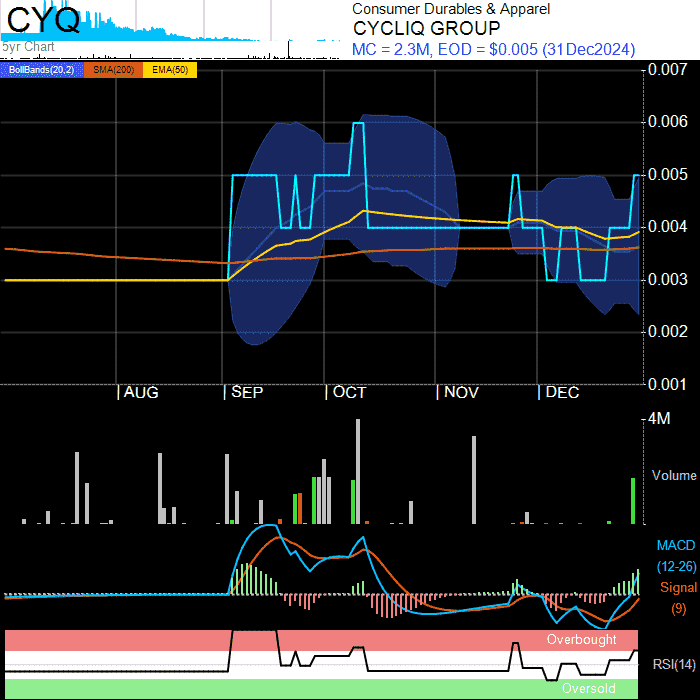 CYQ
5yr Chart
Consumer Durables & Apparel
CYCLIQ GROUP
MC = 2.3M, EOD = $0.005 (31Dec2024)
BollBands(20,2) SMA(200) EMA(50)
0.007
0.006
0.005
0.004
0.003
0.002
0.001
AUG SEP OCT NOV DEC
4M
Volume
MACD
(12-26)
Signal
(9)
Overbought
RSI(14)
Oversold